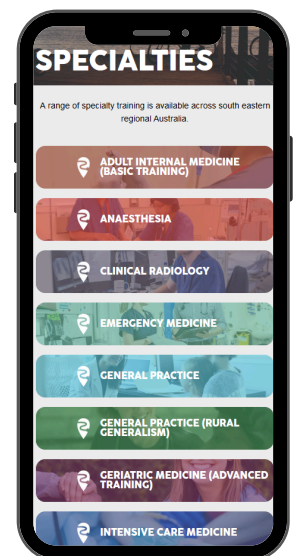 SPECIALTIES
A range of specialty training is available across south eastern
regional Australia.
ADULT INTERNAL MEDICINE
(BASIC TRAINING)
ANAESTHESIA
CLINICAL RADIOLOGY
EMERGENCY MEDICINE
GENERAL PRACTICE
GENERAL PRACTICE (RURAL
GENERALISM)
GERIATRIC MEDICINE (ADVANCED
TRAINING)
INTENSIVE CARE MEDICINE